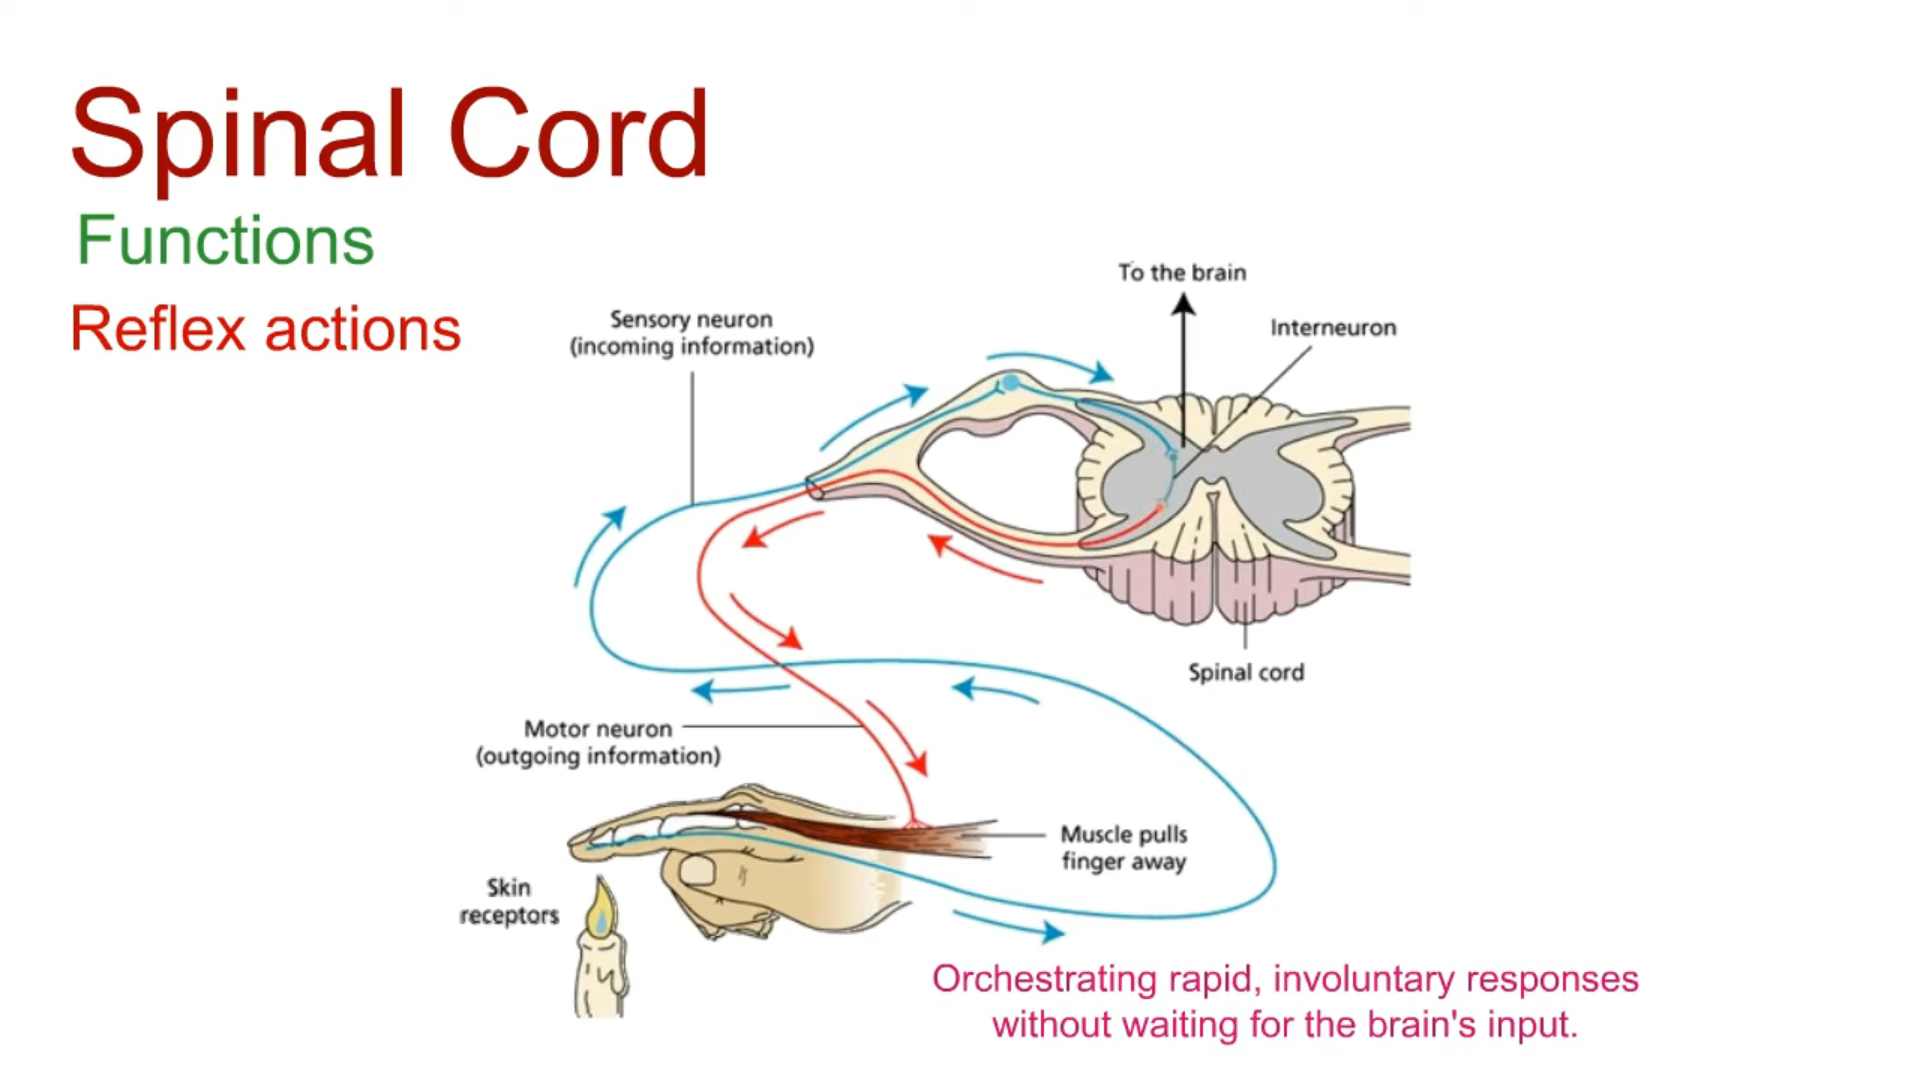 Spinal Cord
Functions
Reflex actions
To the brain
Interneuron
Sensory neuron
(incoming information)
Spinal cord
Motor neuron
(outgoing information)
Muscle pulls
finger away
Skin
receptors
Orchestrating rapid, involuntary responses
without waiting for the brain's input.